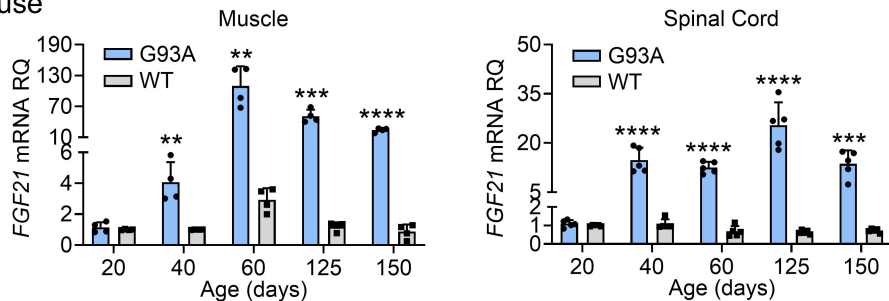 Muscle
FGF21 mRNA RQ
190
130
70
10
6
4
2
0
G93A
WT
**
**
***
****
20 40 60 125 150
Age (days)
Spinal Cord
FGF21 mRNA RQ
50
35
20
5
2
1
0
G93A
WT
****
****
****
***
20 40 60 125 150
Age (days)